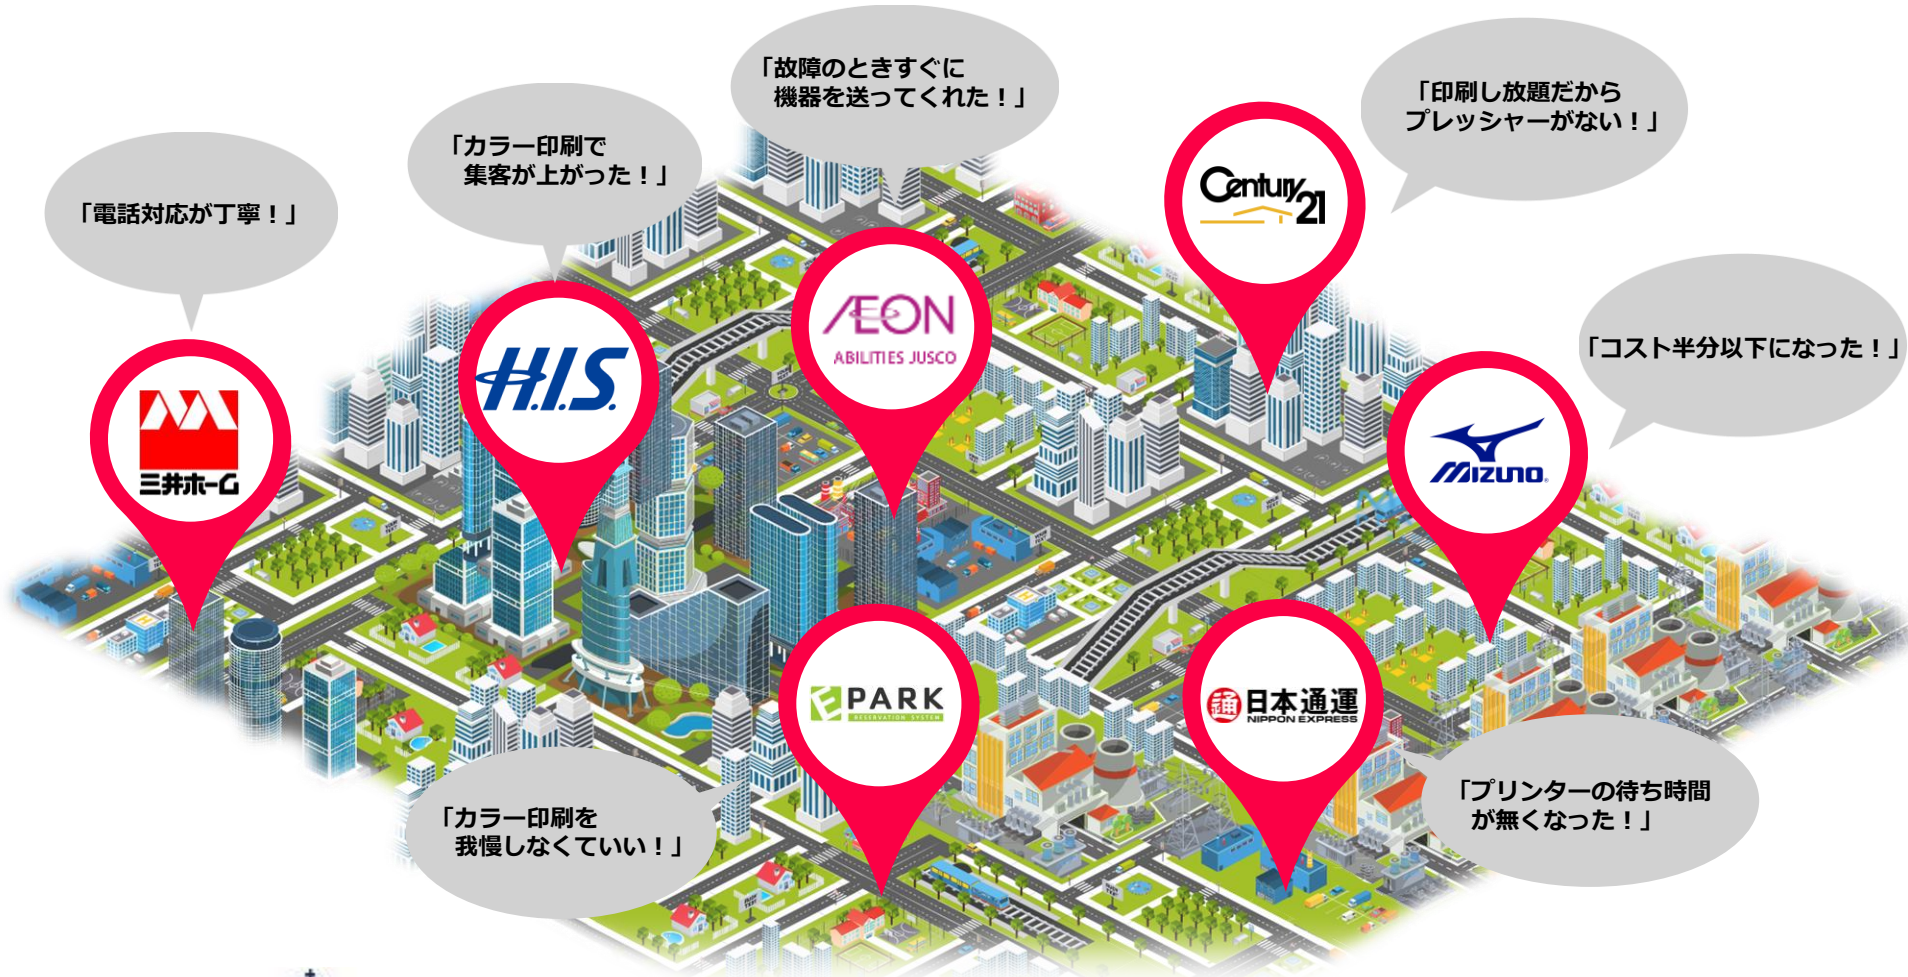 「故障のときすぐに
機器を送ってくれた！」
「印刷し放題だから
プレッシャーがない！」
「カラー印刷で
集客が上がった！」
「電話対応が丁寧！」
Century 21
ÆON
ABILITIES JUSCO
「コスト半分以下になった！」
H.I.S.
三井ホーム
MIZUNO
EPARK
RESERVATION SYSTEM
通 日本通運
NIPPON EXPRESS
「カラー印刷を
我慢しなくていい！」
「プリンターの待ち時間
が無くなった！」